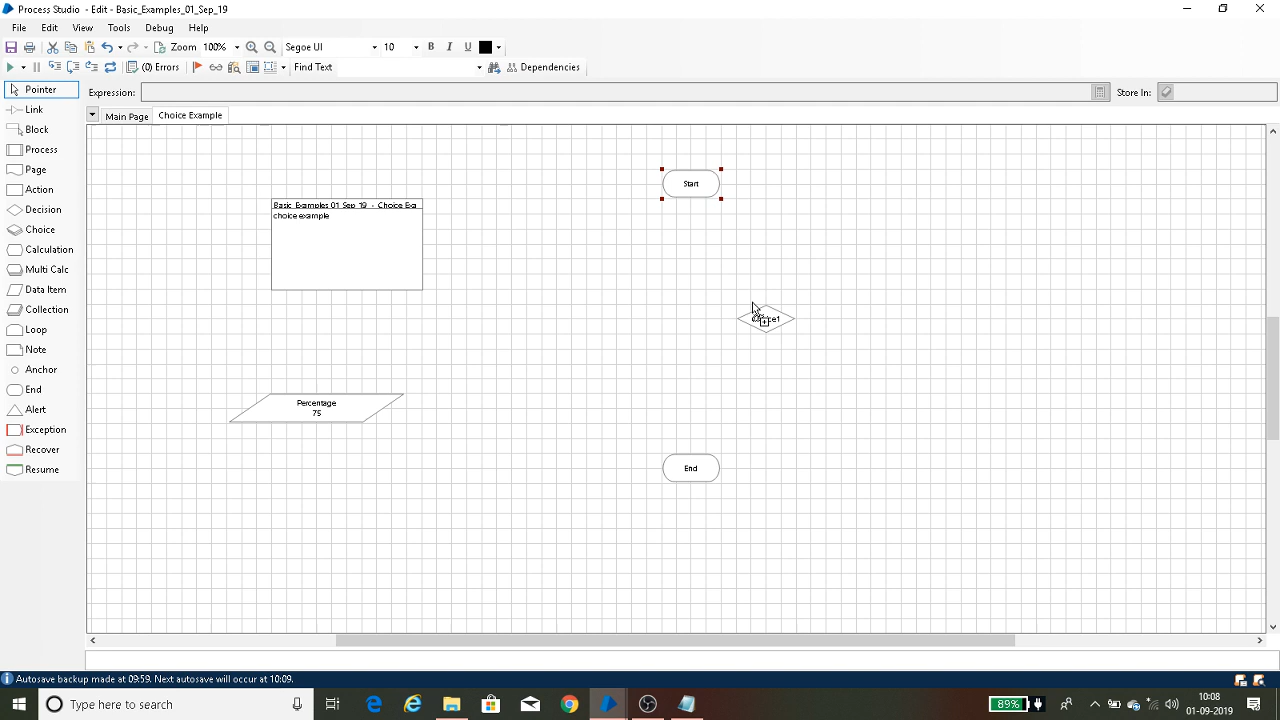 Process Studio - Edit - Basic_Examples_01_Sep_19
File Edit View Tools Debug Help
Zoom 100% Segoe UI 10 B I U
(0) Errors Find Text Dependencies
Pointer Expression: Store In:
Link
Main Page Choice Example
Block
Process
Page
Action
Decision
Choice
Calculation
Multi Calc
Data Item
Collection
Loop
Note
Anchor
End
Alert
Exception
Recover
Resume
Start
Basic_Examples_01_Sep_19 - Choice Exa
choice example
Percentage
75
End
Autosave backup made at 09:59. Next autosave will occur at 10:09.
Type here to search
89%
10:08
01-09-2019